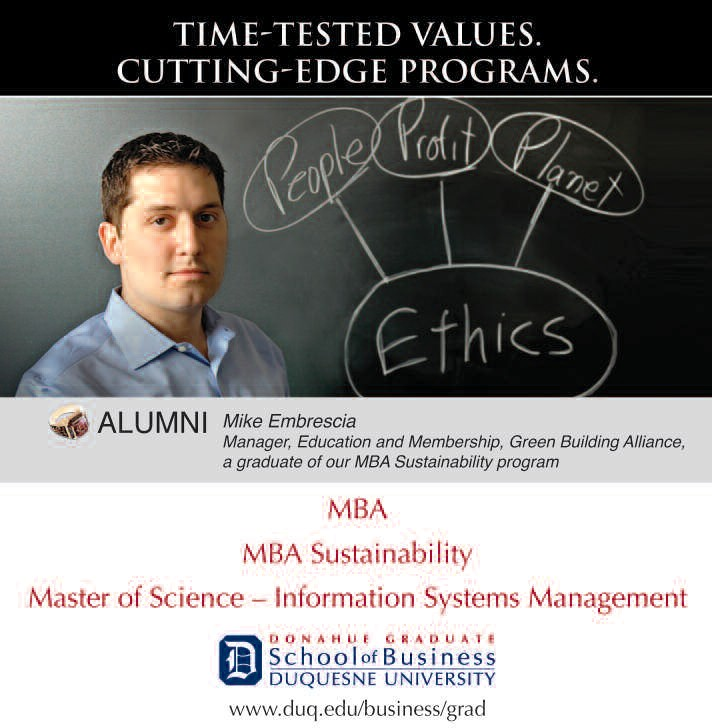 TIME-TESTED VALUES.
CUTTING-EDGE PROGRAMS.
People Profit Planet
Ethics
ALUMNI Mike Embrescia
Manager, Education and Membership, Green Building Alliance,
a graduate of our MBA Sustainability program
MBA
MBA Sustainability
Master of Science – Information Systems Management
D DONAHUE GRADUATE
School of Business
DUQUESNE UNIVERSITY
www.duq.edu/business/grad